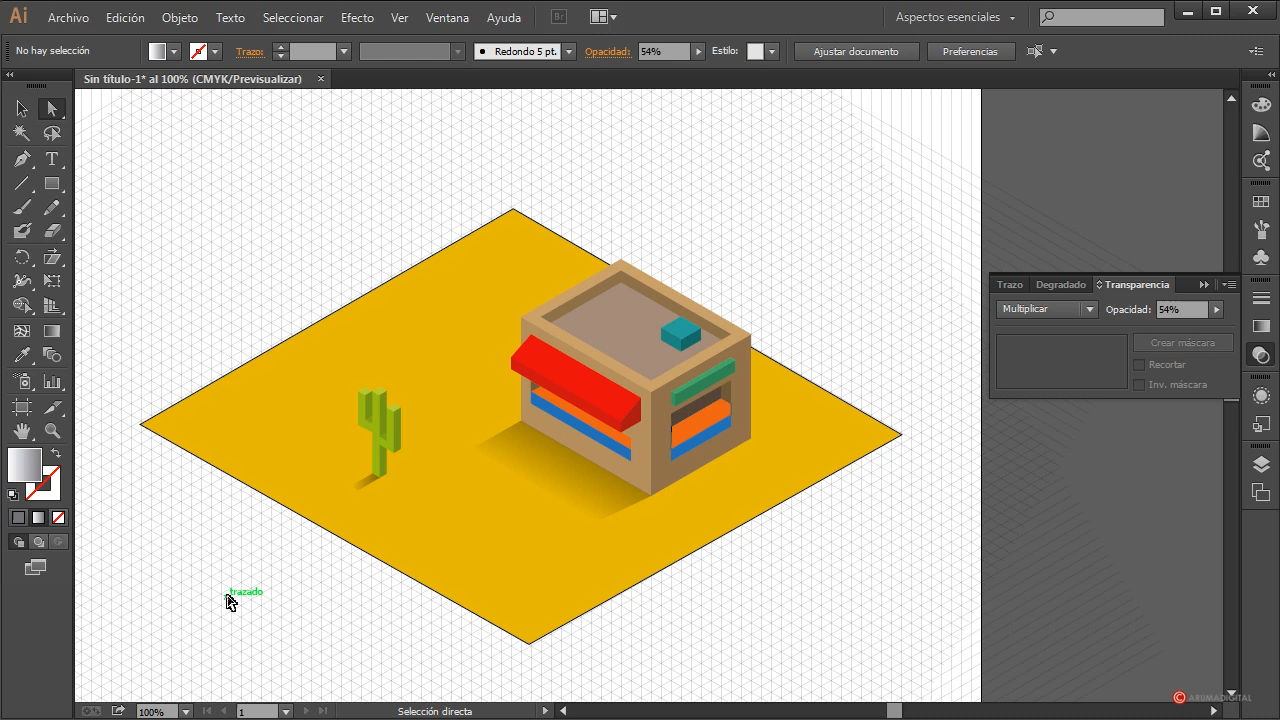 Ai Archivo Edición Objeto Texto Seleccionar Efecto Ver Ventana Ayuda Br Aspectos esenciales
No hay selección Trazo: Redondo 5 pt. Opacidad: 54% Estilo: Ajustar documento Preferencias
Sin título-1* al 100% (CMYK/Previsualizar) ×
Trazo Degradado Transparencia
Multiplicar Opacidad: 54%
Crear máscara
Recortar
Inv. máscara
trazado
© ARUMADIGITAL
100% 1 Selección directa